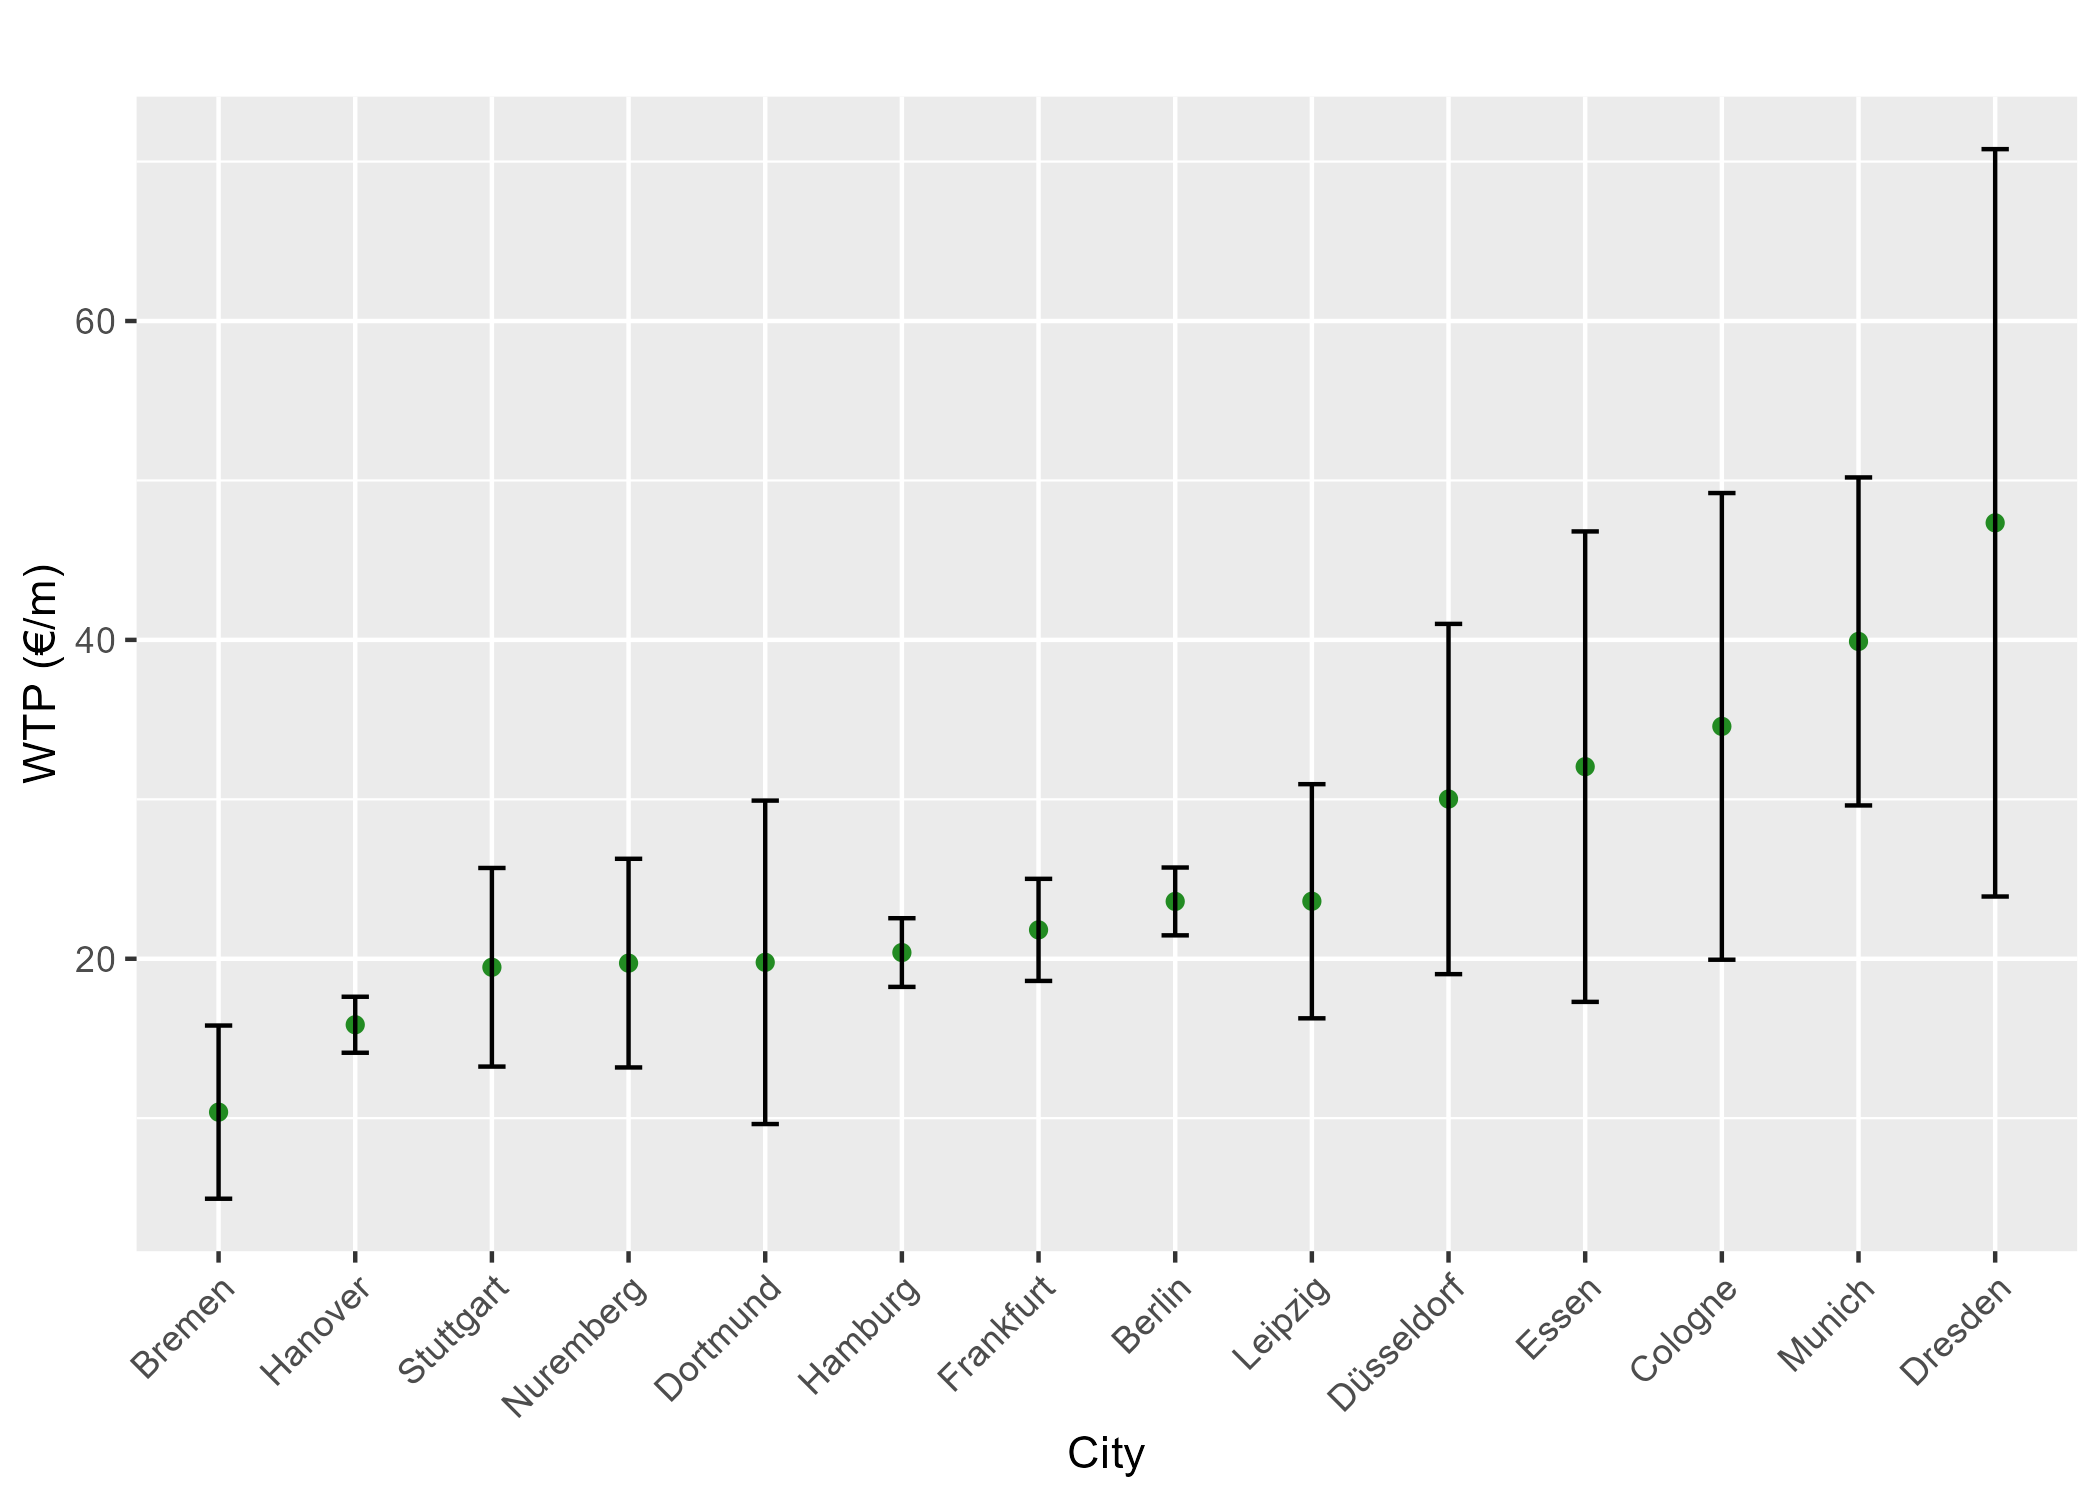 WTP (€/m)
60
40
20
Bremen
Hanover
Stuttgart
Nuremberg
Dortmund
Hamburg
Frankfurt
Berlin
Leipzig
Düsseldorf
Essen
Cologne
Munich
Dresden
City